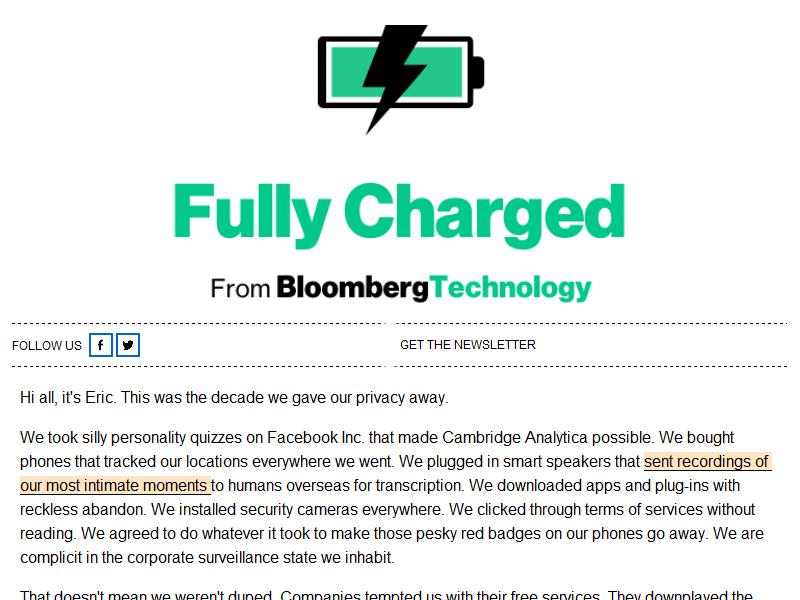 Fully Charged
From BloombergTechnology
FOLLOW US
GET THE NEWSLETTER
Hi all, it's Eric. This was the decade we gave our privacy away.
We took silly personality quizzes on Facebook Inc. that made Cambridge Analytica possible. We bought
phones that tracked our locations everywhere we went. We plugged in smart speakers that sent recordings of
our most intimate moments to humans overseas for transcription. We downloaded apps and plug-ins with
reckless abandon. We installed security cameras everywhere. We clicked through terms of services without
reading. We agreed to do whatever it took to make those pesky red badges on our phones go away. We are
complicit in the corporate surveillance state we inhabit.
That doesn't mean we weren't duped. Companies tempted us with their free services. They downplayed the